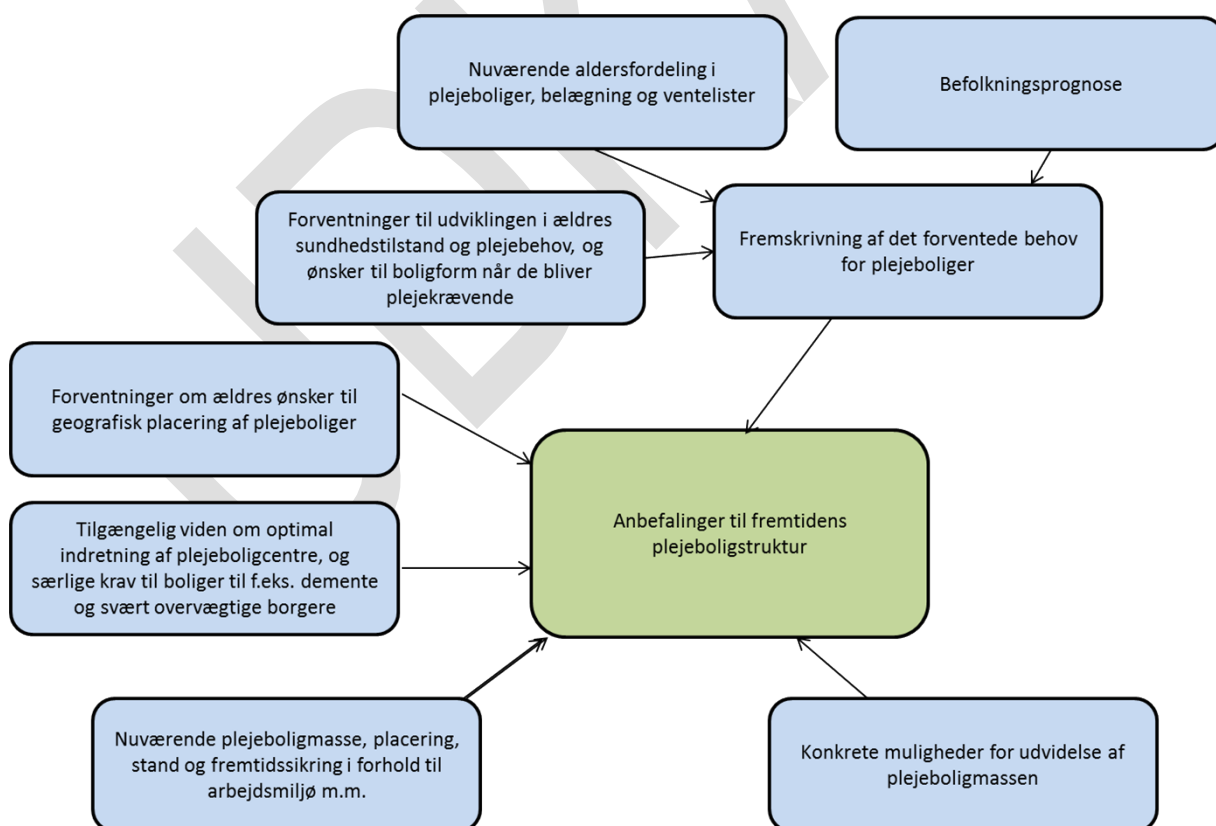 Nuværende aldersfordeling i
plejeboliger, belægning og ventelister
Befolkningsprognose
Forventninger til udviklingen i ældres
sundhedstilstand og plejebehov, og
ønsker til boligform når de bliver
plejekrævende
Fremskrivning af det forventede behov
for plejeboliger
Forventninger om ældres ønsker til
geografisk placering af plejeboliger
Tilgængelig viden om optimal
indretning af plejeboligcentre, og
særlige krav til boliger til f.eks. demente
og svært overvægtige borgere
Anbefalinger til fremtidens
plejeboligstruktur
Nuværende plejeboligmasse, placering,
stand og fremtidssikring i forhold til
arbejdsmiljø m.m.
Konkrete muligheder for udvidelse af
plejeboligmassen